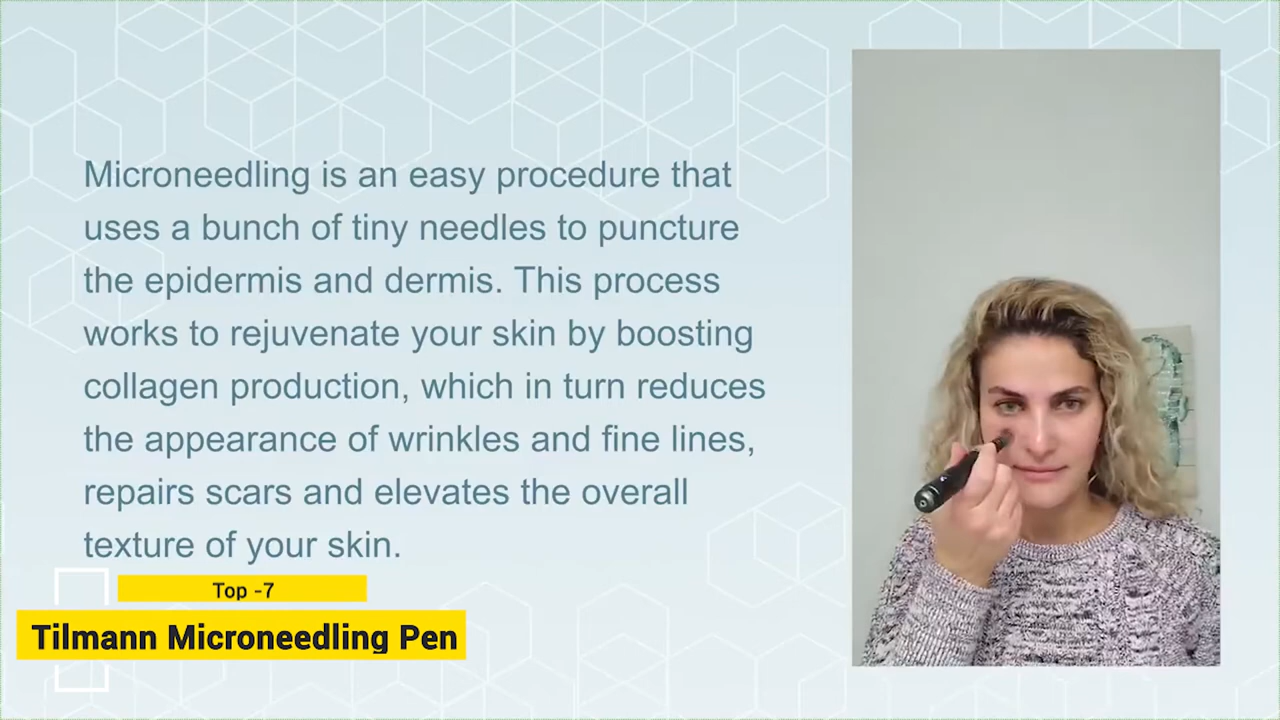 Microneedling is an easy procedure that
uses a bunch of tiny needles to puncture
the epidermis and dermis. This process
works to rejuvenate your skin by boosting
collagen production, which in turn reduces
the appearance of wrinkles and fine lines,
repairs scars and elevates the overall
texture of your skin.
Top -7
Tilmann Microneedling Pen